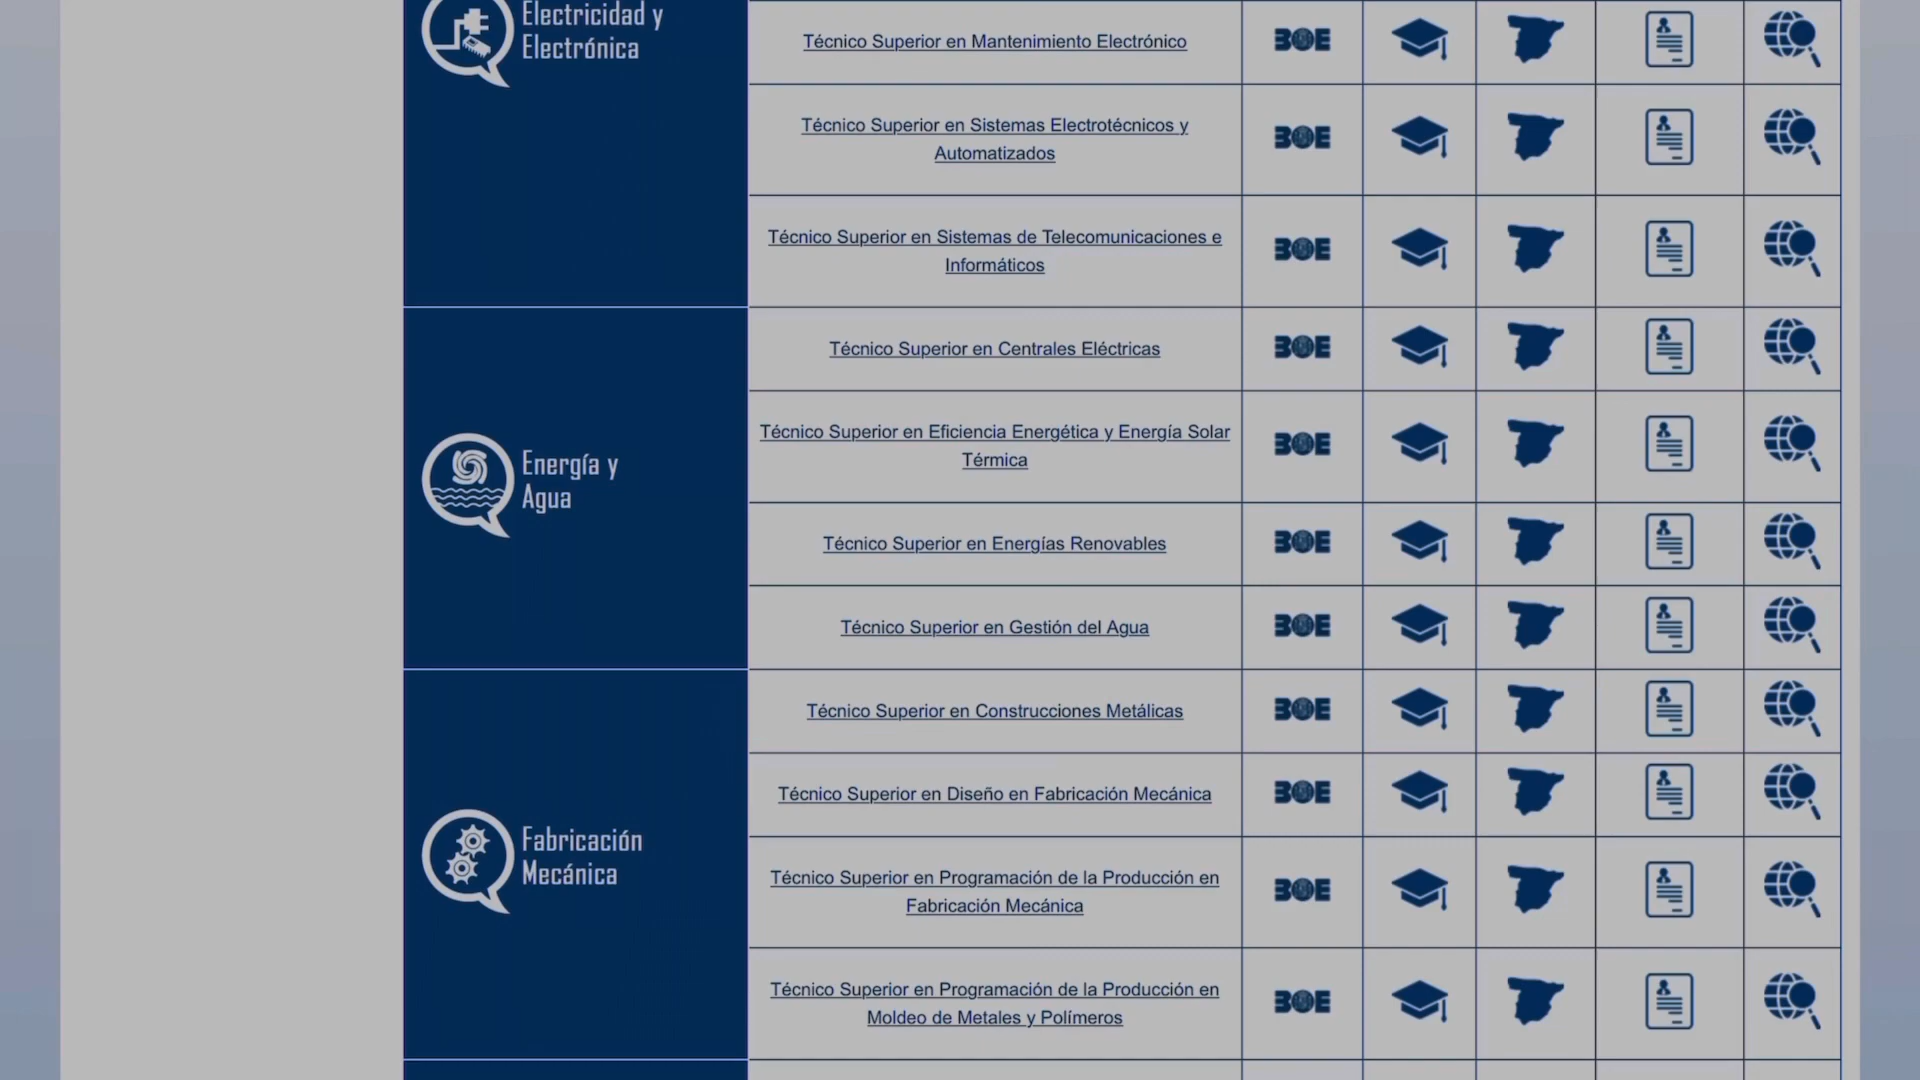 Electricidad y
Electrónica
Técnico Superior en Mantenimiento Electrónico
BOE
Técnico Superior en Sistemas Electrotécnicos y
Automatizados
BOE
Técnico Superior en Sistemas de Telecomunicaciones e
Informáticos
BOE
Energía y
Agua
Técnico Superior en Centrales Eléctricas
BOE
Técnico Superior en Eficiencia Energética y Energía Solar
Térmica
BOE
Técnico Superior en Energías Renovables
BOE
Técnico Superior en Gestión del Agua
BOE
Fabricación
Mecánica
Técnico Superior en Construcciones Metálicas
BOE
Técnico Superior en Diseño en Fabricación Mecánica
BOE
Técnico Superior en Programación de la Producción en
Fabricación Mecánica
BOE
Técnico Superior en Programación de la Producción en
Moldeo de Metales y Polímeros
BOE